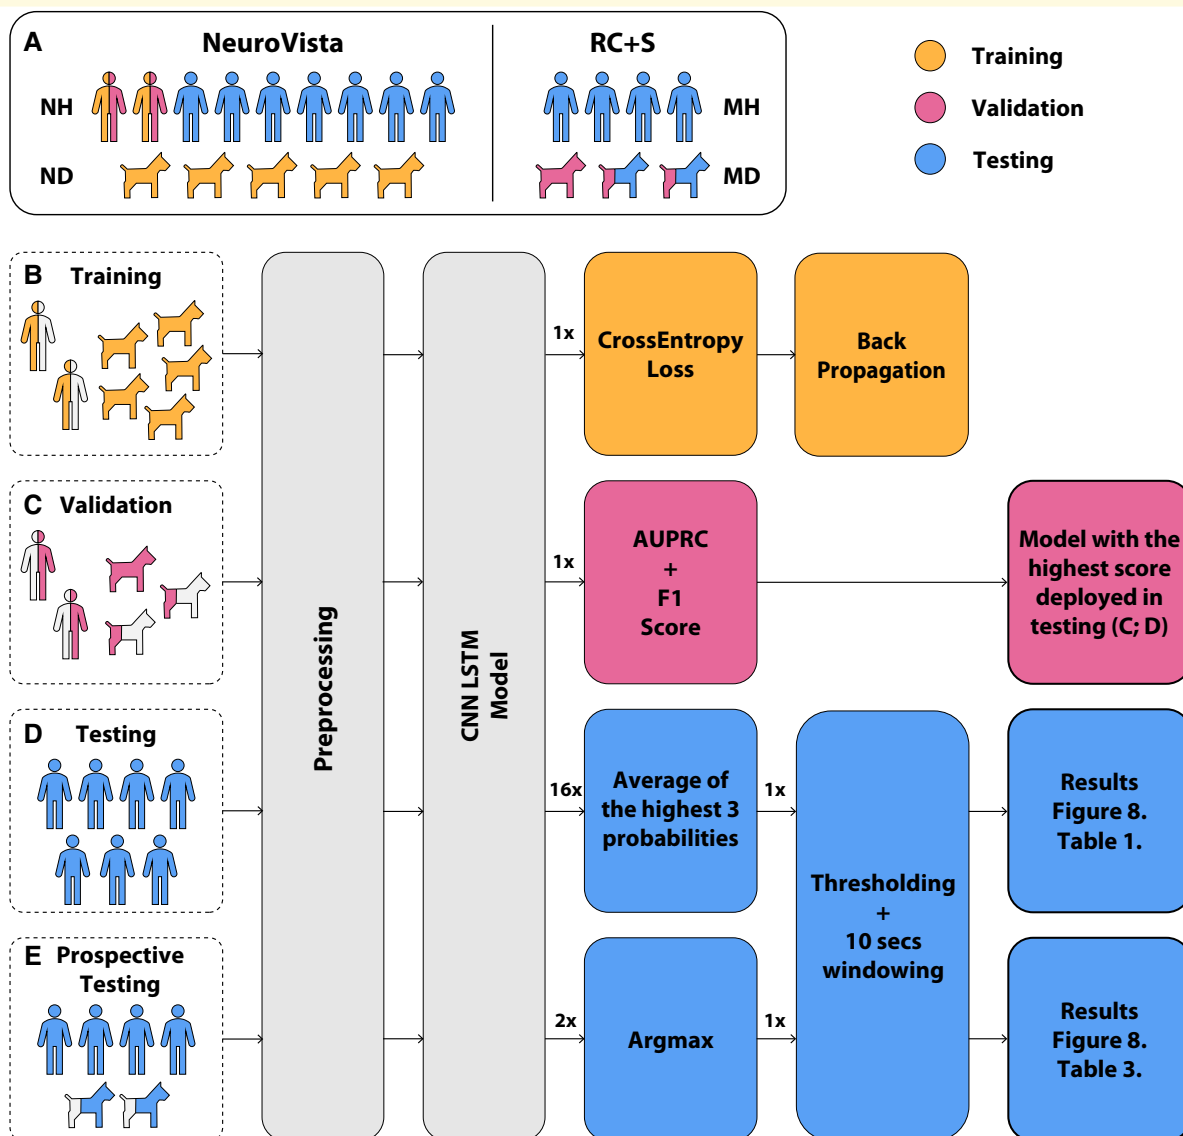 A
NeuroVista
RC+S
NH
MH
ND
MD
Training
Validation
Testing
B
Training
1x
CrossEntropy
Loss
Back
Propagation
C
Validation
1x
AUPRC
+
F1
Score
Model with the
highest score
deployed in
testing (C; D)
Preprocessing
CNN LSTM
Model
D
Testing
16x
Average of
the highest 3
probabilities
1x
Thresholding
+
10 secs
windowing
Results
Figure 8.
Table 1.
E
Prospective
Testing
2x
Argmax
1x
Results
Figure 8.
Table 3.